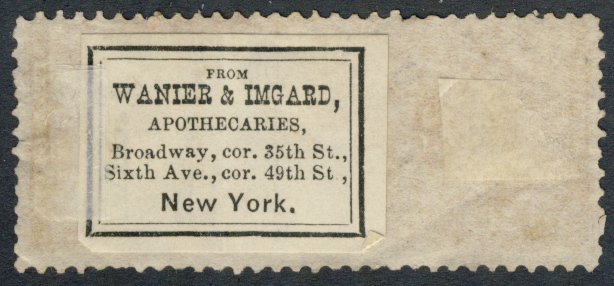 FROM
WANIER & IMGARD,
APOTHECARIES,
Broadway, cor. 35th St.,
Sixth Ave., cor. 49th St ,
New York.